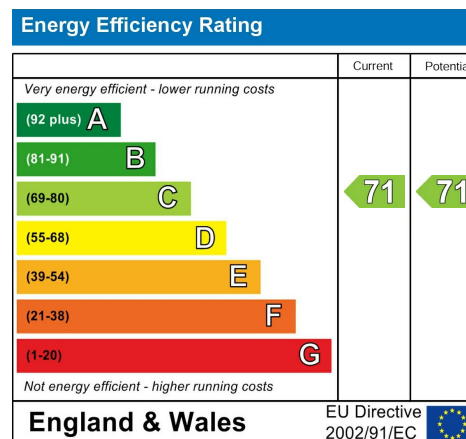 Energy Efficiency Rating
Current Potentia
Very energy efficient - lower running costs
(92 plus) A
(81-91) B
(69-80) C 71 71
(55-68) D
(39-54) E
(21-38) F
(1-20) G
Not energy efficient - higher running costs
England & Wales
EU Directive
2002/91/EC